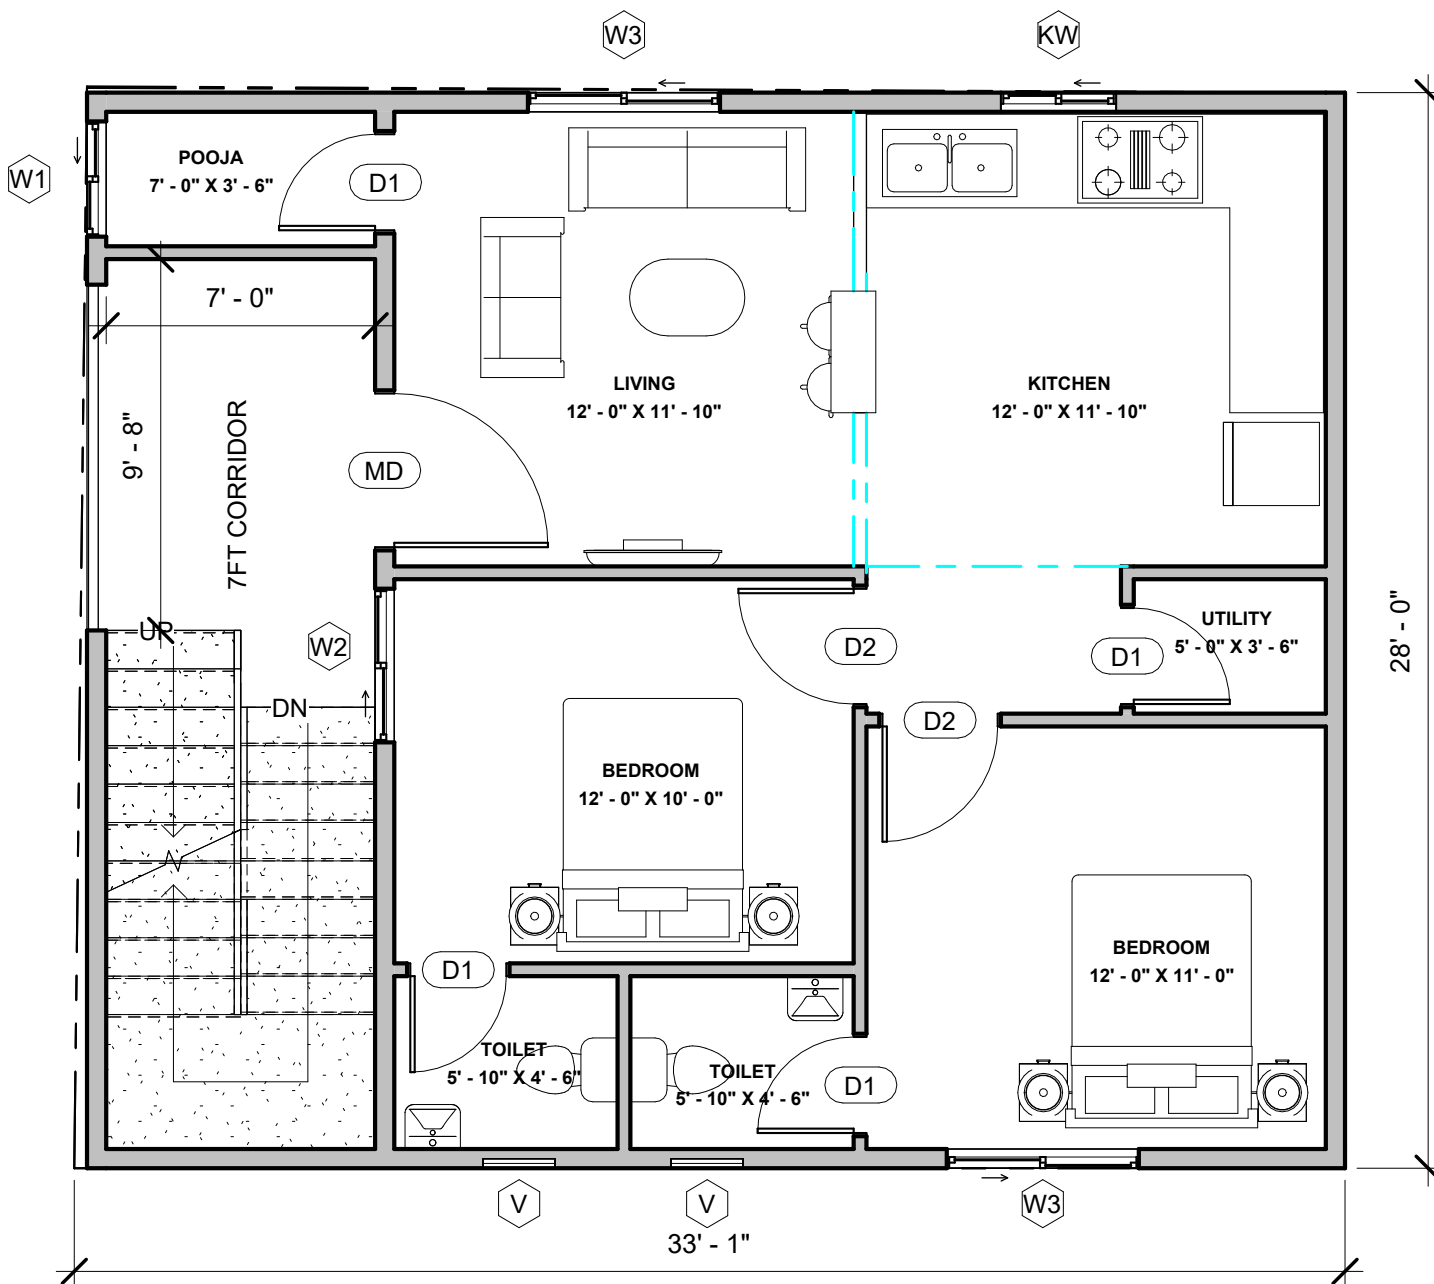 W3
KW
W1
POOJA
7' - 0" X 3' - 6"
D1
7' - 0"
LIVING
12' - 0" X 11' - 10"
KITCHEN
12' - 0" X 11' - 10"
9' - 8"
7FT CORRIDOR
MD
28' - 0"
UP
W2
D2
D1
UTILITY
5' - 0" X 3' - 6"
DN
D2
BEDROOM
12' - 0" X 10' - 0"
BEDROOM
12' - 0" X 11' - 0"
D1
TOILET
5' - 10" X 4' - 6"
TOILET
5' - 10" X 4' - 6"
D1
V
V
W3
33' - 1"